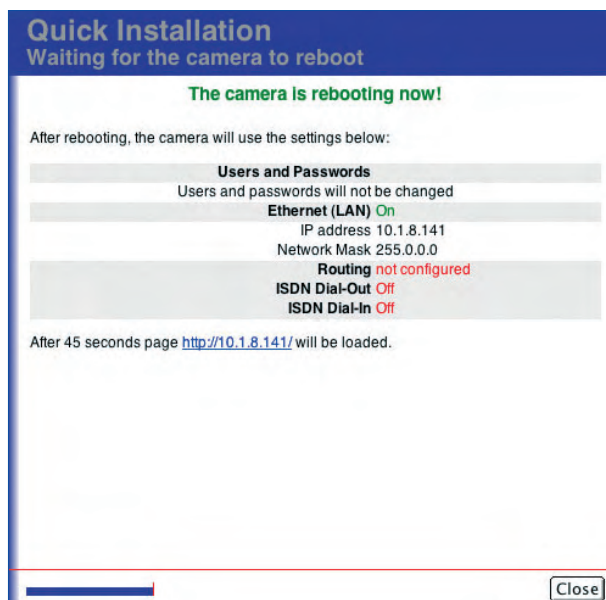 Quick Installation
Waiting for the camera to reboot
The camera is rebooting now!
After rebooting, the camera will use the settings below:
Users and Passwords
Users and passwords will not be changed
Ethernet (LAN) On
IP address 10.1.8.141
Network Mask 255.0.0.0
Routing not configured
ISDN Dial-Out Off
ISDN Dial-In Off
After 45 seconds page http://10.1.8.141/ will be loaded.
Close